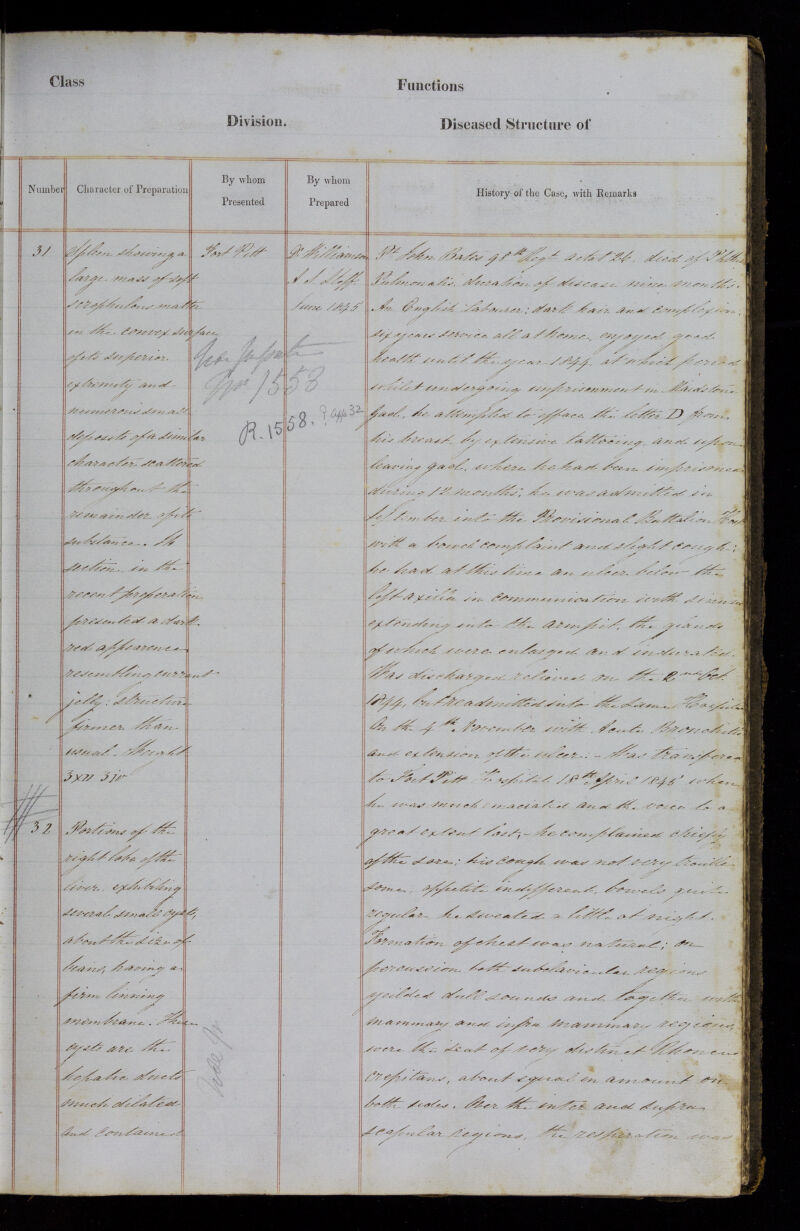 Class
Functions
Division.
Diseased Structure of
Number
Character of Preparation
By whom
Presented
By whom
Prepared
History of the Case, with Remarks
31
Spleen showing a
large mass of soft
scrophulous matter
in the convex surface
of its superior
extremity and
numerous small
deposits of a similar
character scattered
throughout the
remainder of its
substance. A
section in the
recent preparation
presented a dark
red appearance
resembling currant
jelly: structure
firmer than
usual. Weight
Fort Pitt
Dr Williamson
A. S. Staff.
June 1845
No 1558
R. 1558. ? 32
Pte John Bates 98th Regt aetat 26. died of Phthisis
Pulmonalis. duration of disease nine months.
An English labourer; dark hair and complexion.
six years service all at home, enjoyed good
health until the year 1844, at which period
whilst undergoing imprisonment in Maidstone
Gaol, he attempted to efface the letter D from
his breast by extensive tattooing, and upon
leaving gaol, where he had been imprisoned
during 12 months; he was admitted in
September into the Provisional Battalion Hosp
with a bowel complaint and slight cough;
he had at this time an ulcer below the
left axilla in communication with sinuses
extending into the armpit, the glands
of which were enlarged and indurated.
Was discharged relieved on the 2nd Oct.
1844, but readmitted into the same Hospital
on the 4th November with Acute Bronchitis
and extension of the ulcer: - Was transferred
to Fort Pitt Hospital 18th April 1845 when
he was much emaciated and the voice to a
great extent lost, - he complained chiefly
of the sore; his cough was not very trouble
some, appetite indifferent, bowels quite
regular he sweated a little at night.
Formation of chest was natural; on
percussion both subclavicular regions
yeilded dull sounds and together with
mammary and infra mammary regions,
were the seat of very distinct Rhoncus
crepitans, about equal in amount on
both sides. Over the inter and supra
scapular regions, the respiration was
32
Portions of the
right lobe of the
liver exhibiting
several small cysts,
about the size of
beans, having a
firm linning
membrane. These
cysts are the
hepatic ducts
much dilated
and contained